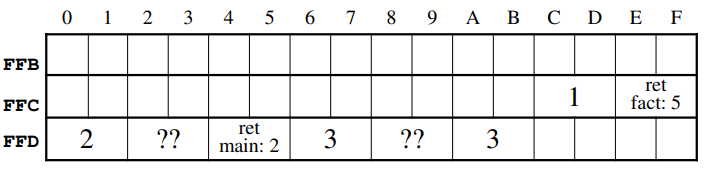 0 1 2 3 4 5 6 7 8 9 A B C D E F
FFB
FFC 1 ret fact: 5
FFD 2 ?? ret main: 2 3 ?? 3